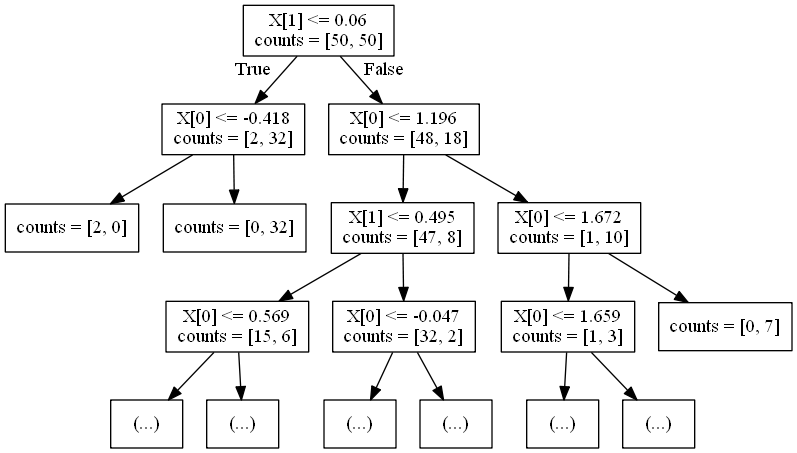 X[1] <= 0.06
counts = [50, 50]
True
False
X[0] <= -0.418
counts = [2, 32]
X[0] <= 1.196
counts = [48, 18]
counts = [2, 0]
counts = [0, 32]
X[1] <= 0.495
counts = [47, 8]
X[0] <= 1.672
counts = [1, 10]
X[0] <= 0.569
counts = [15, 6]
X[0] <= -0.047
counts = [32, 2]
X[0] <= 1.659
counts = [1, 3]
counts = [0, 7]
(...)
(...)
(...)
(...)
(...)
(...)